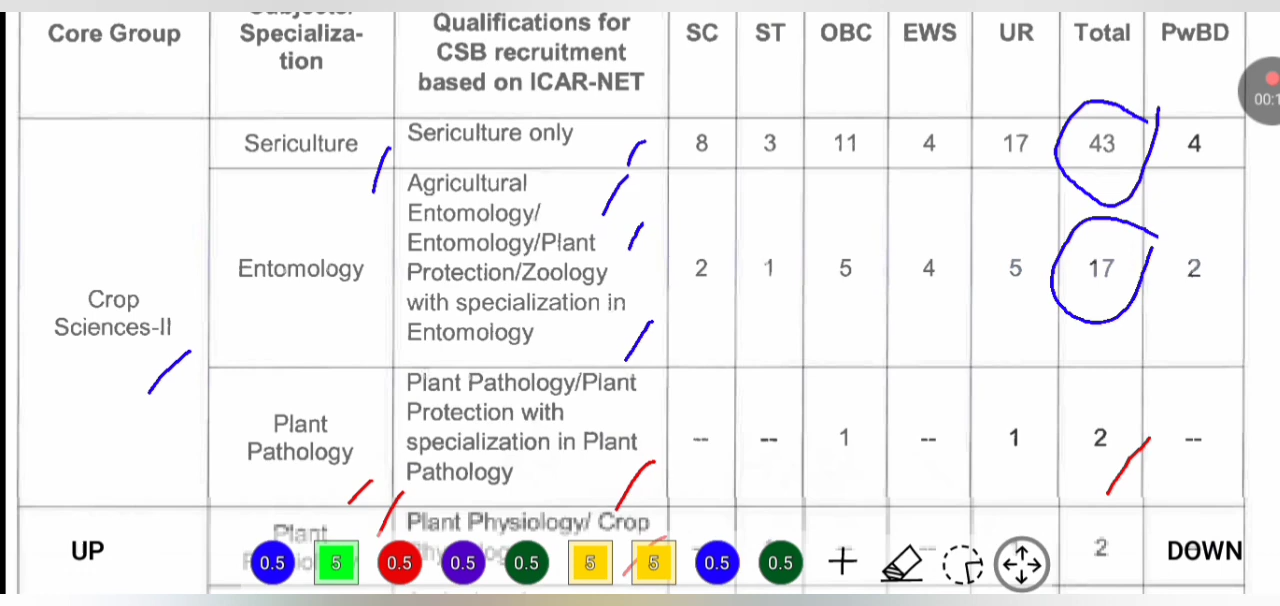 Core Group
Specializa-
tion
Qualifications for
CSB recruitment
based on ICAR-NET
SC
ST
OBC
EWS
UR
Total
PwBD
00:1
Crop
Sciences-II
Sericulture
Sericulture only
8
3
11
4
17
43
4
Entomology
Agricultural
Entomology/
Entomology/Plant
Protection/Zoology
with specialization in
Entomology
2
1
5
4
5
17
2
Plant
Pathology
Plant Pathology/Plant
Protection with
specialization in Plant
Pathology
--
--
1
--
1
2
--
UP
Plant
Plant Physiology/ Crop
2
DOWN
0.5
5
0.5
0.5
0.5
5
5
0.5
0.5